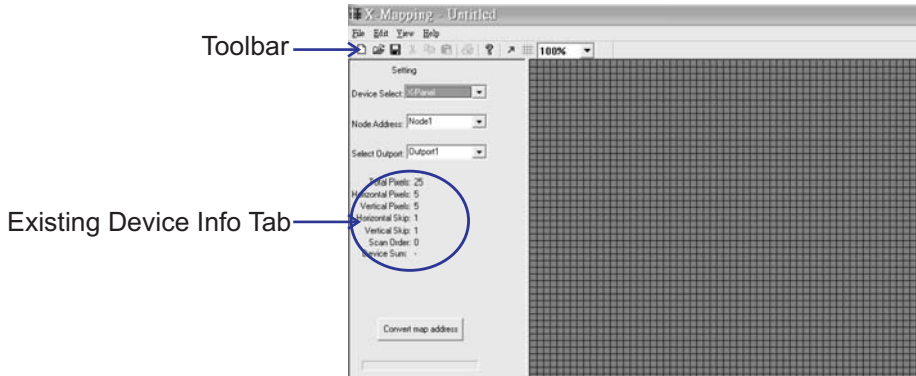 X-Mapping - Untitled
File Edit View Help
Toolbar
100%
Setting
Device Select: X-Panel
Node Address: Node1
Select Outport: Outport1
Existing Device Info Tab
Total Pixels: 25
Horizontal Pixels: 5
Vertical Pixels: 5
Horizontal Skip: 1
Vertical Skip: 1
Scan Order: 0
Device Sum: -
Convert map address